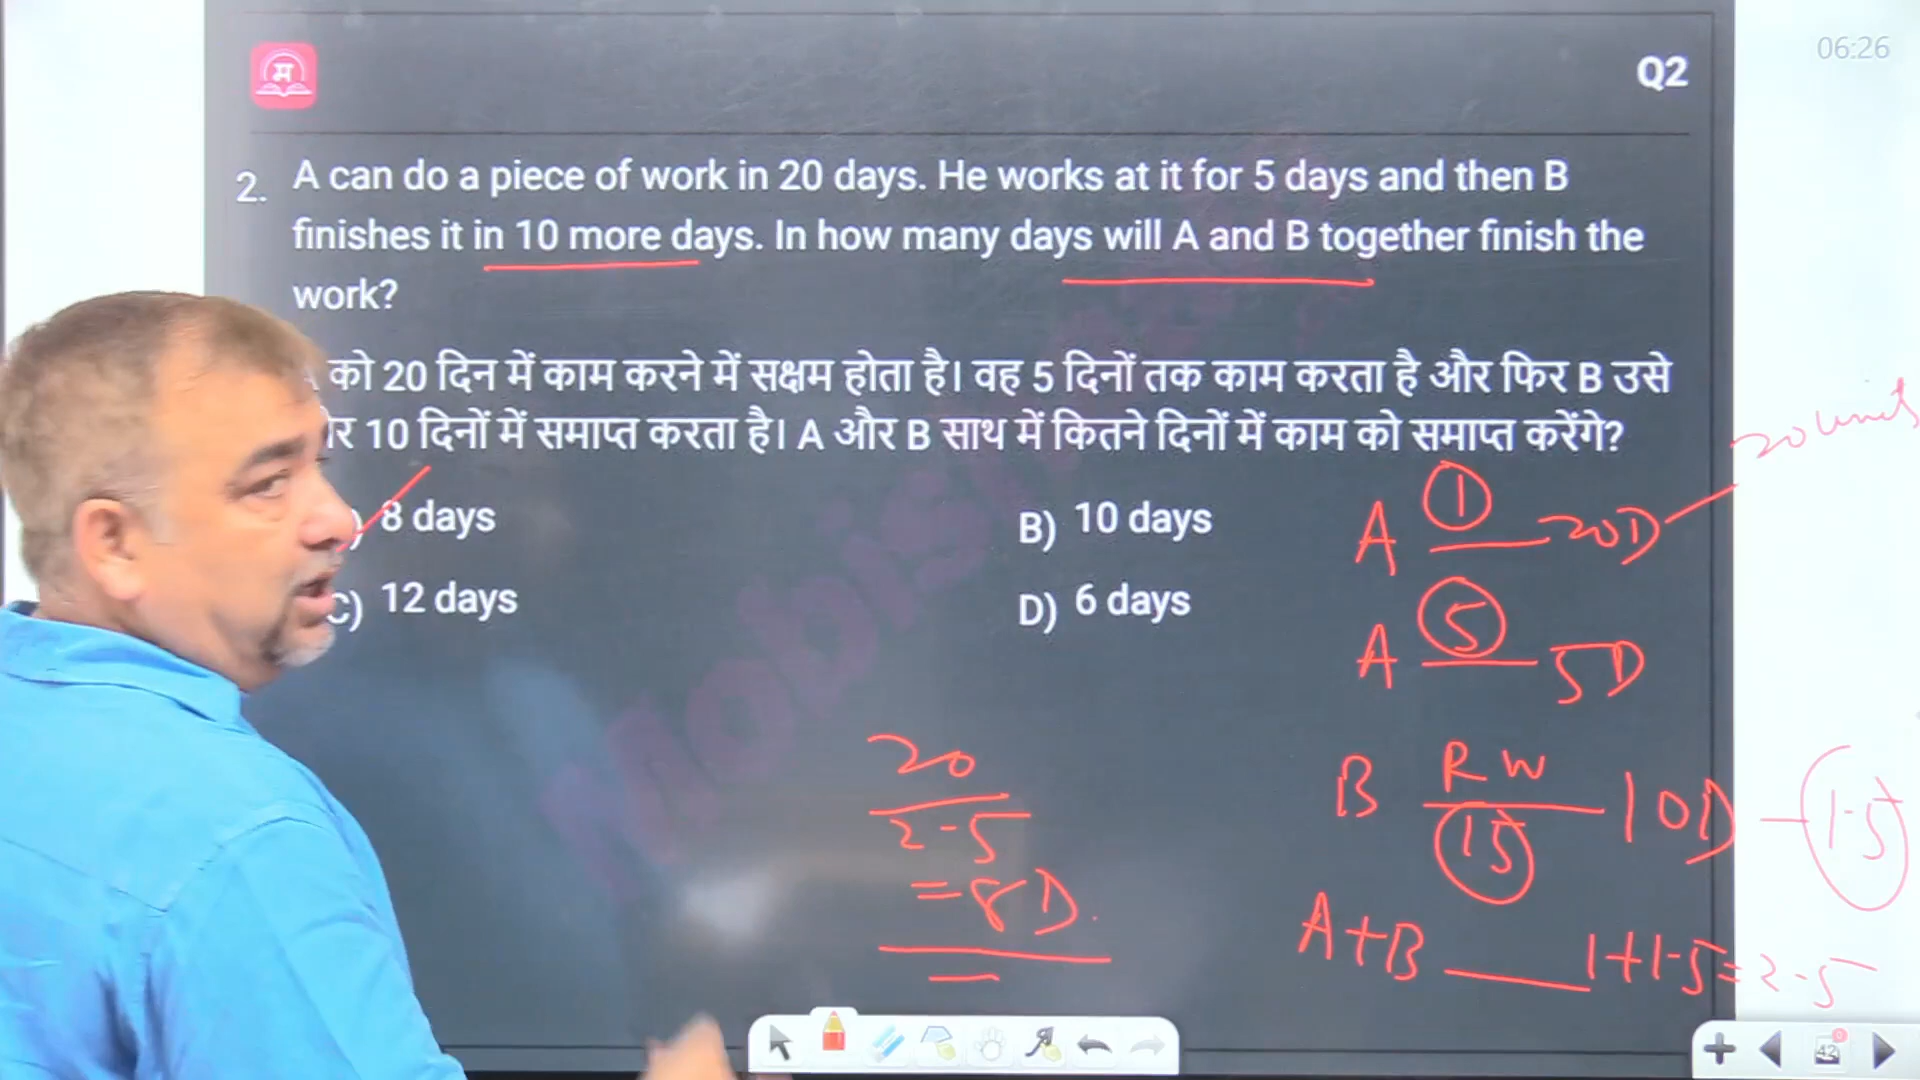 06:26
म
Q2
2. A can do a piece of work in 20 days. He works at it for 5 days and then B
finishes it in 10 more days. In how many days will A and B together finish the
work?
को 20 दिन में काम करने में सक्षम होता है। वह 5 दिनों तक काम करता है और फिर B उसे
10 दिनों में समाप्त करता है। A और B साथ में कितने दिनों में काम को समाप्त करेंगे?
8 days
B) 10 days
C) 12 days
D) 6 days
20 units
A 1 20D
A 5 5D
B RW 10D 1.5
15
A+B 1+1.5=2.5
20
2.5
=8D.
42